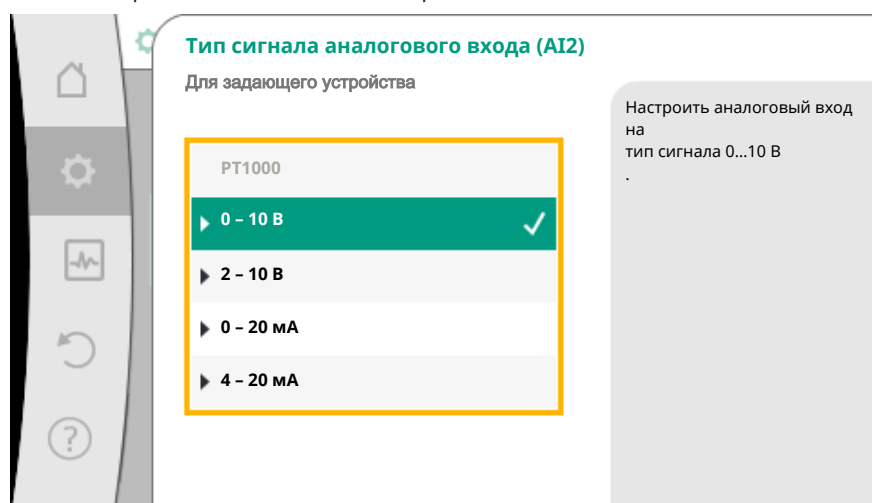 Тип сигнала аналогового входа (AI2)
Для задающего устройства
PT1000
0 – 10 В
2 – 10 В
0 – 20 мА
4 – 20 мА
Настроить аналоговый вход
на
тип сигнала 0...10 В
.
?